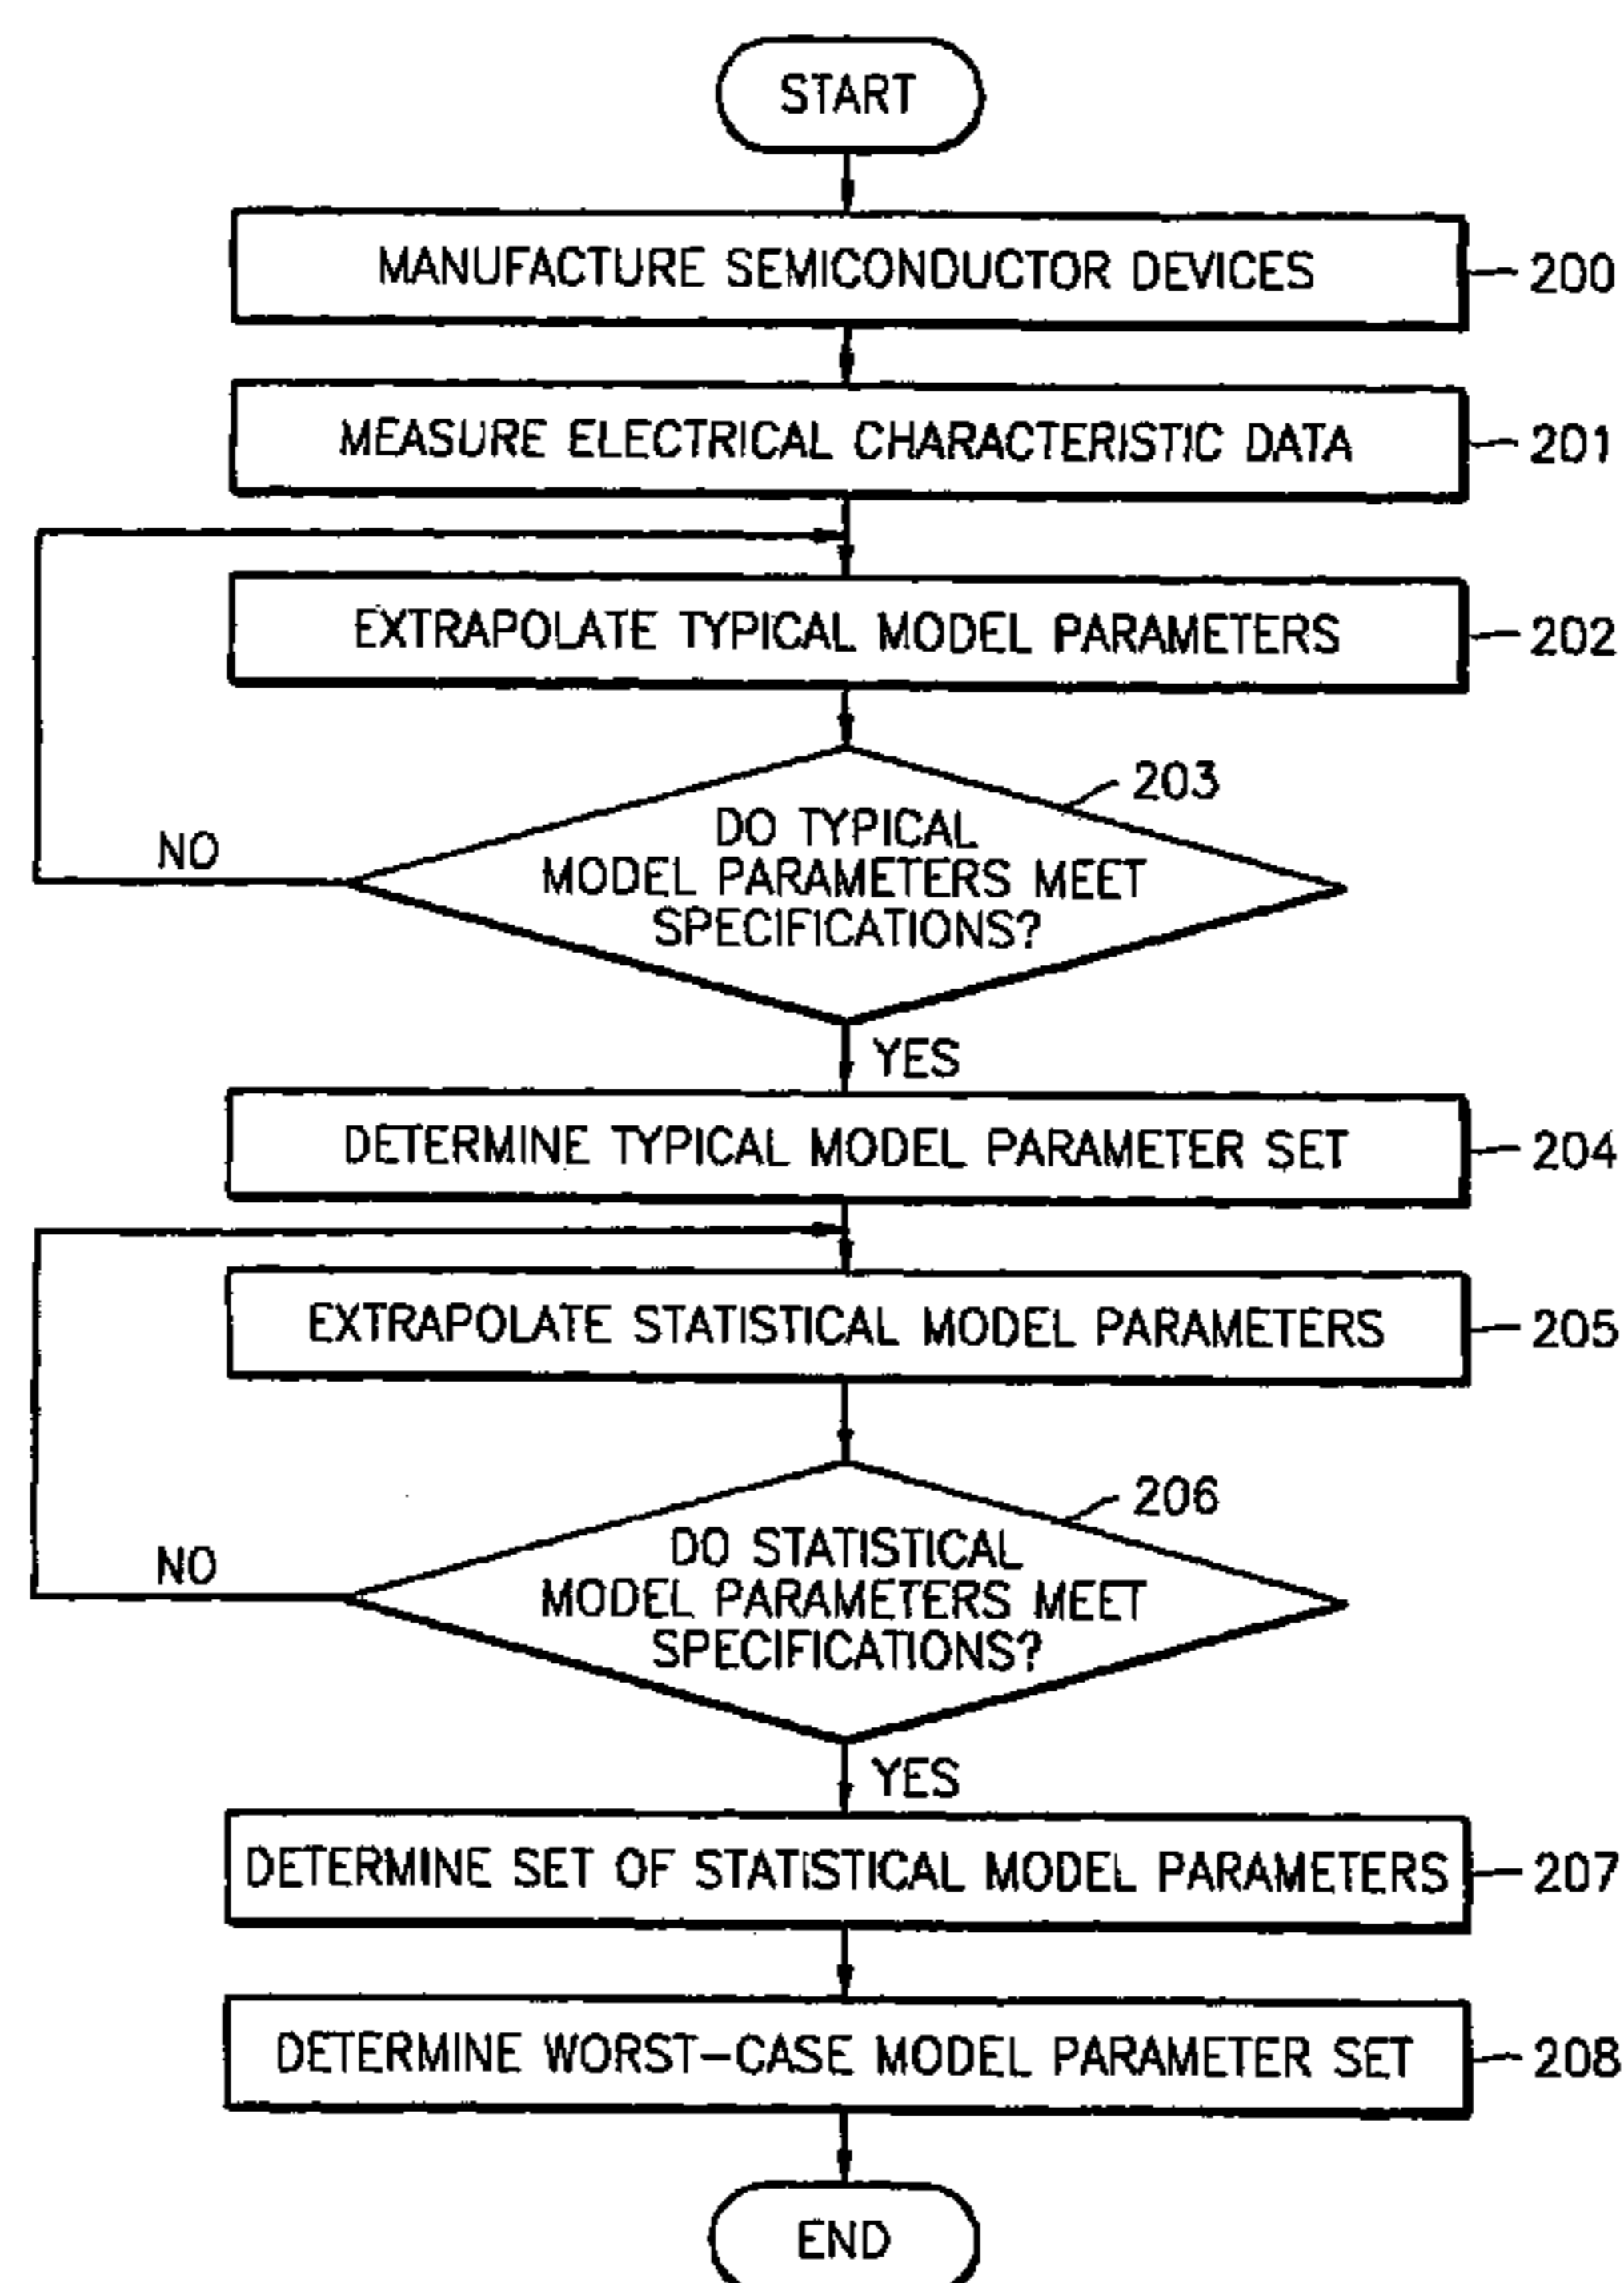 START
MANUFACTURE SEMICONDUCTOR DEVICES
200
MEASURE ELECTRICAL CHARACTERISTIC DATA
201
EXTRAPOLATE TYPICAL MODEL PARAMETERS
202
203
DO TYPICAL
MODEL PARAMETERS MEET
SPECIFICATIONS?
NO
YES
DETERMINE TYPICAL MODEL PARAMETER SET
204
EXTRAPOLATE STATISTICAL MODEL PARAMETERS
205
206
DO STATISTICAL
MODEL PARAMETERS MEET
SPECIFICATIONS?
NO
YES
DETERMINE SET OF STATISTICAL MODEL PARAMETERS
207
DETERMINE WORST-CASE MODEL PARAMETER SET
208
END